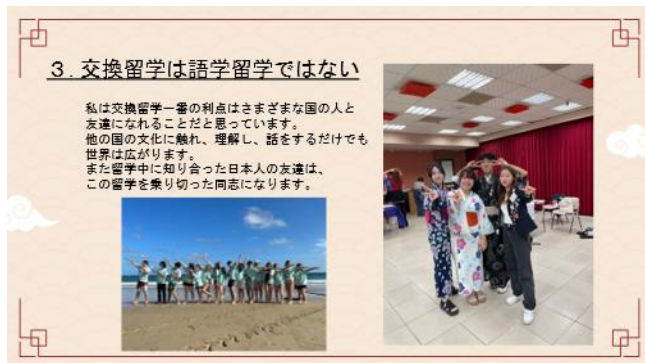 ３．交換留学は語学留学ではない
私は交換留学一番の利点はさまざまな国の人と
友達になれることだと思っています。
他の国の文化に触れ、理解し、話をするだけでも
世界は広がります。
また留学中に知り合った日本人の友達は、
この留学を乗り切った同志になります。